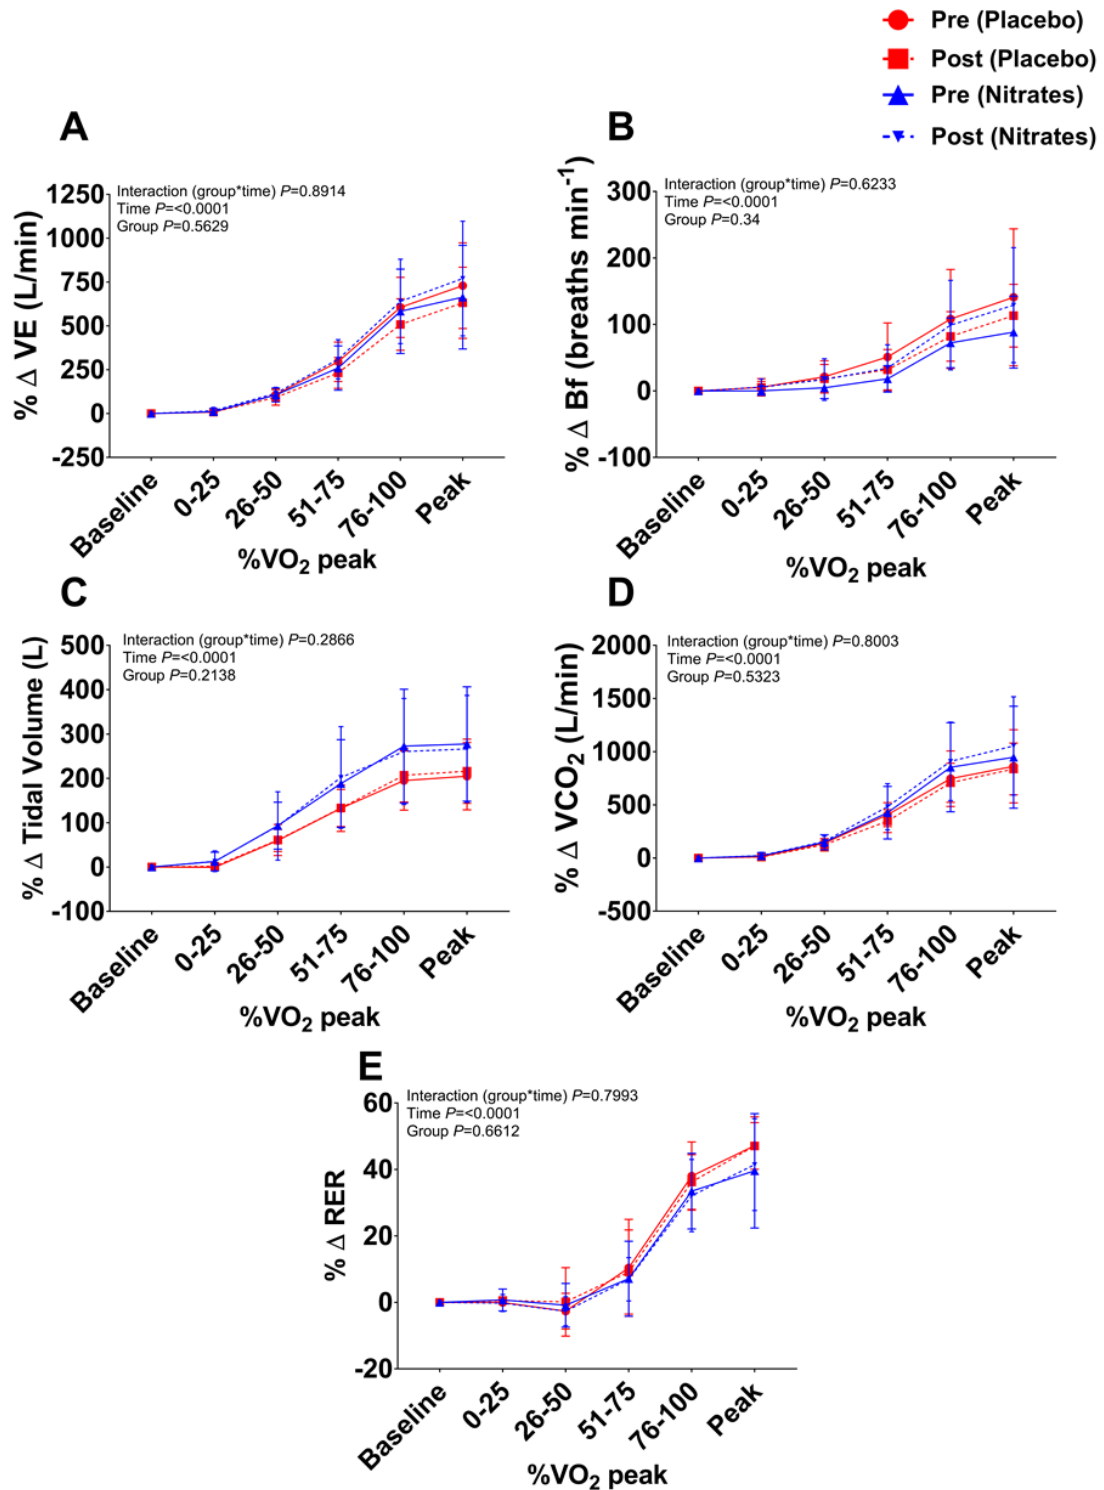 Pre (Placebo)
Post (Placebo)
Pre (Nitrates)
Post (Nitrates)
A
Interaction (group*time) P=0.8914
Time P=<0.0001
Group P=0.5629
% Δ VE (L/min)
1250
1000
750
500
250
0
-250
Baseline
0-25
26-50
51-75
76-100
Peak
%VO2 peak
B
Interaction (group*time) P=0.6233
Time P=<0.0001
Group P=0.34
% Δ Bf (breaths min-1)
300
200
100
0
-100
Baseline
0-25
26-50
51-75
76-100
Peak
%VO2 peak
C
Interaction (group*time) P=0.2866
Time P=<0.0001
Group P=0.2138
% Δ Tidal Volume (L)
500
400
300
200
100
0
-100
Baseline
0-25
26-50
51-75
76-100
Peak
%VO2 peak
D
Interaction (group*time) P=0.8003
Time P=<0.0001
Group P=0.5323
% Δ VCO2 (L/min)
2000
1500
1000
500
0
-500
Baseline
0-25
26-50
51-75
76-100
Peak
%VO2 peak
E
Interaction (group*time) P=0.7993
Time P=<0.0001
Group P=0.6612
% Δ RER
60
40
20
0
-20
Baseline
0-25
26-50
51-75
76-100
Peak
%VO2 peak